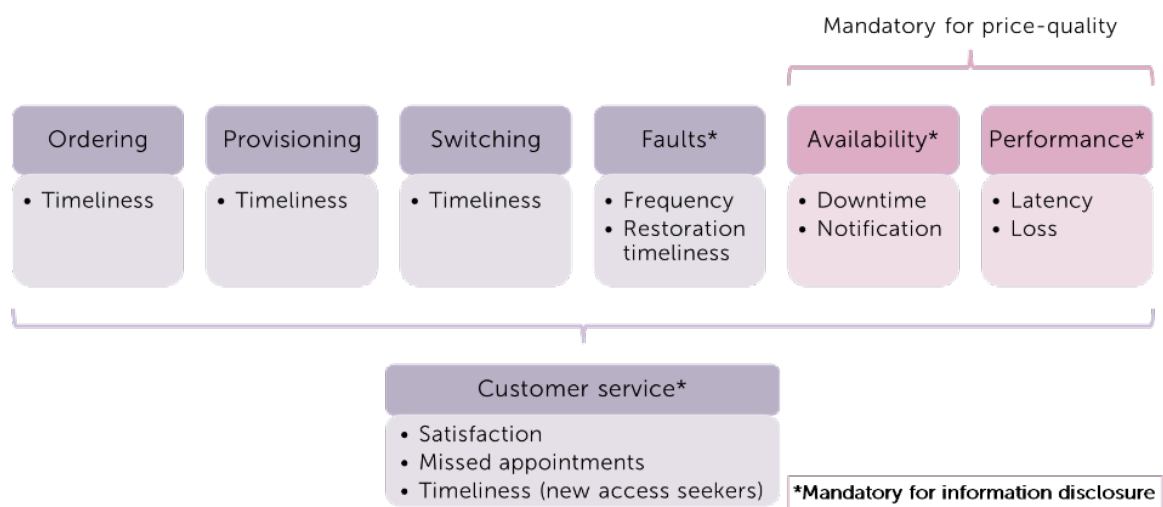 Mandatory for price-quality
Ordering
• Timeliness
Provisioning
• Timeliness
Switching
• Timeliness
Faults*
• Frequency
• Restoration
timeliness
Availability*
• Downtime
• Notification
Performance*
• Latency
• Loss
Customer service*
• Satisfaction
• Missed appointments
• Timeliness (new access seekers)
*Mandatory for information disclosure